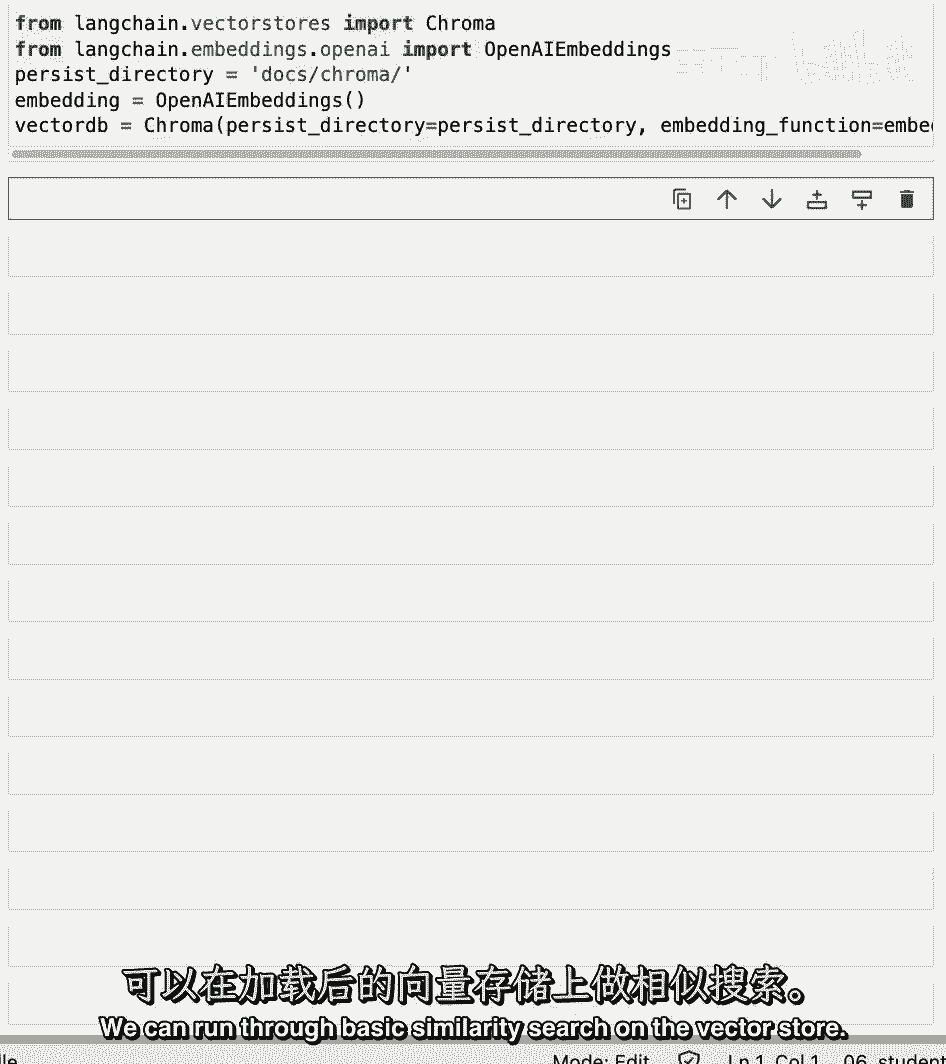 from langchain.vectorstores import Chroma
from langchain.embeddings.openai import OpenAIEmbeddings
persist_directory = 'docs/chroma/'
embedding = OpenAIEmbeddings()
vectordb = Chroma(persist_directory=persist_directory, embedding_function=embe
可以在加载后的向量存储上做相似搜索。
We can run through basic similarity search on the vector store.
Mode: Edit Ln 1, Col 1 06_student